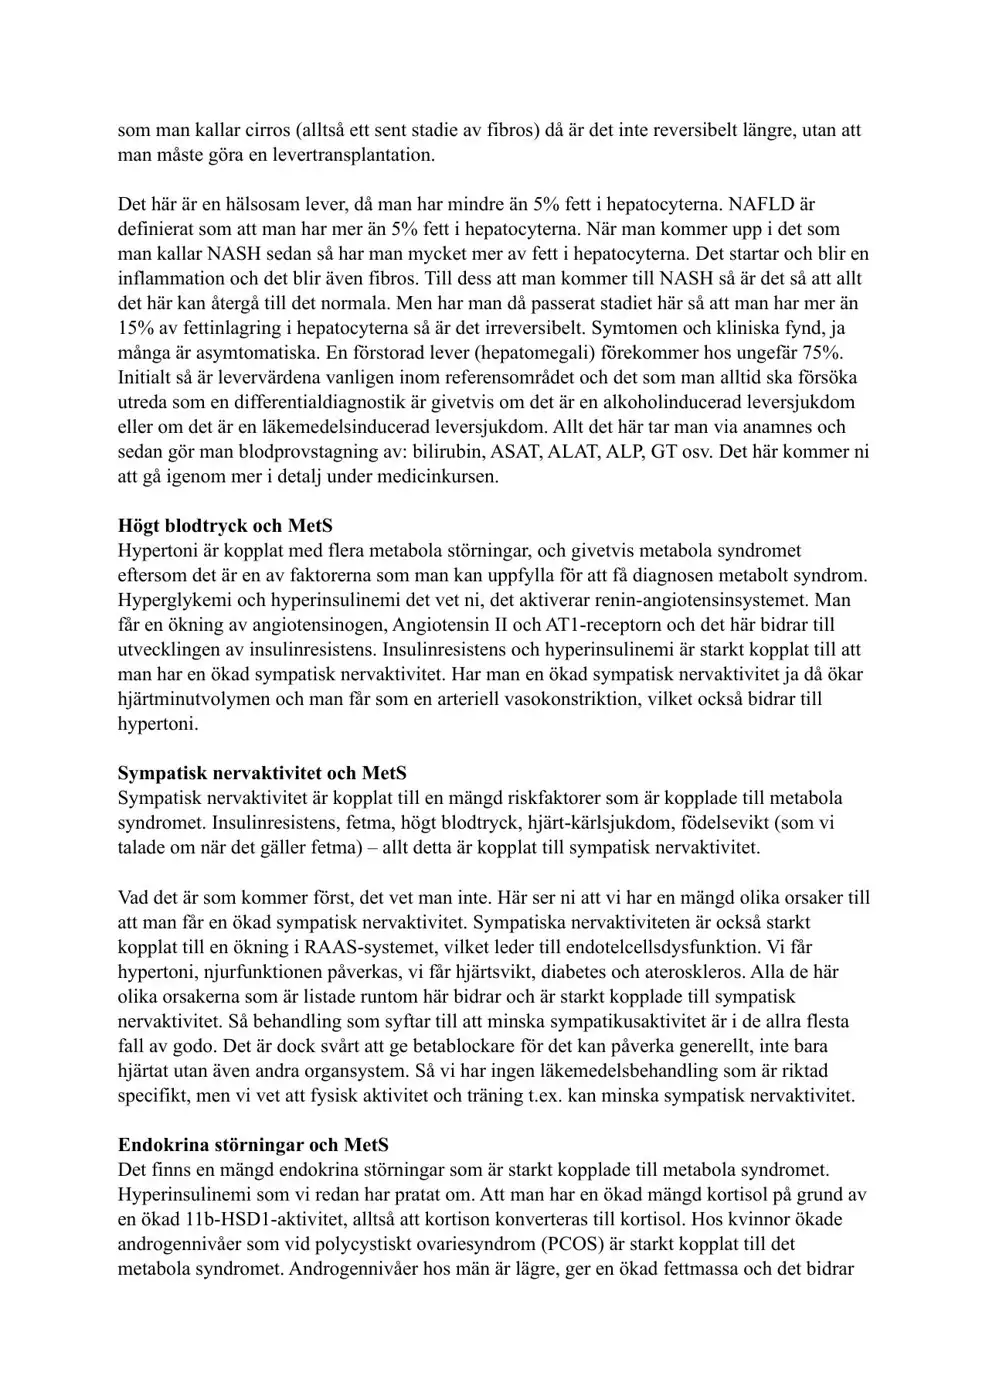 som man kallar cirros (alltså ett sent stadie av fibros) då är det inte reversibelt längre, utan att
man måste göra en levertransplantation.
Det här är en hälsosam lever, då man har mindre än 5% fett i hepatocyterna. NAFLD är
definierat som att man har mer än 5% fett i hepatocyterna. När man kommer upp i det som
man kallar NASH sedan så har man mycket mer av fett i hepatocyterna. Det startar och blir en
inflammation och det blir även fibros. Till dess att man kommer till NASH så är det så att allt
det här kan återgå till det normala. Men har man då passerat stadiet här så att man har mer än
15% av fettinlagring i hepatocyterna så är det irreversibelt. Symtomen och kliniska fynd, ja
många är asymtomatiska. En förstorad lever (hepatomegali) förekommer hos ungefär 75%.
Initialt så är levervärdena vanligen inom referensområdet och det som man alltid ska försöka
utreda som en differentialdiagnostik är givetvis om det är en alkoholinducerad leversjukdom
eller om det är en läkemedelsinducerad leversjukdom. Allt det här tar man via anamnes och
sedan gör man blodprovstagning av: bilirubin, ASAT, ALAT, ALP, GT osv. Det här kommer ni
att gå igenom mer i detalj under medicinkursen.
Högt blodtryck och MetS
Hypertoni är kopplat med flera metabola störningar, och givetvis metabola syndromet
eftersom det är en av faktorerna som man kan uppfylla för att få diagnosen metabolt syndrom.
Hyperglykemi och hyperinsulinemi det vet ni, det aktiverar renin-angiotensinsystemet. Man
får en ökning av angiotensinogen, Angiotensin II och AT1-receptorn och det här bidrar till
utvecklingen av insulinresistens. Insulinresistens och hyperinsulinemi är starkt kopplat till att
man har en ökad sympatisk nervaktivitet. Har man en ökad sympatisk nervaktivitet ja då ökar
hjärtminutvolymen och man får som en arteriell vasokonstriktion, vilket också bidrar till
hypertoni.
Sympatisk nervaktivitet och MetS
Sympatisk nervaktivitet är kopplat till en mängd riskfaktorer som är kopplade till metabola
syndromet. Insulinresistens, fetma, högt blodtryck, hjärt-kärlsjukdom, födelsevikt (som vi
talade om när det gäller fetma) – allt detta är kopplat till sympatisk nervaktivitet.
Vad det är som kommer först, det vet man inte. Här ser ni att vi har en mängd olika orsaker till
att man får en ökad sympatisk nervaktivitet. Sympatiska nervaktiviteten är också starkt
kopplat till en ökning i RAAS-systemet, vilket leder till endotelcellsdysfunktion. Vi får
hypertoni, njurfunktionen påverkas, vi får hjärtsvikt, diabetes och ateroskleros. Alla de här
olika orsakerna som är listade runtom här bidrar och är starkt kopplade till sympatisk
nervaktivitet. Så behandling som syftar till att minska sympatikusaktivitet är i de allra flesta
fall av godo. Det är dock svårt att ge betablockare för det kan påverka generellt, inte bara
hjärtat utan även andra organsystem. Så vi har ingen läkemedelsbehandling som är riktad
specifikt, men vi vet att fysisk aktivitet och träning t.ex. kan minska sympatisk nervaktivitet.
Endokrina störningar och MetS
Det finns en mängd endokrina störningar som är starkt kopplade till metabola syndromet.
Hyperinsulinemi som vi redan har pratat om. Att man har en ökad mängd kortisol på grund av
en ökad 11b-HSD1-aktivitet, alltså att kortison konverteras till kortisol. Hos kvinnor ökade
androgennivåer som vid polycystiskt ovariesyndrom (PCOS) är starkt kopplat till det
metabola syndromet. Androgennivåer hos män är lägre, ger en ökad fettmassa och det bidrar